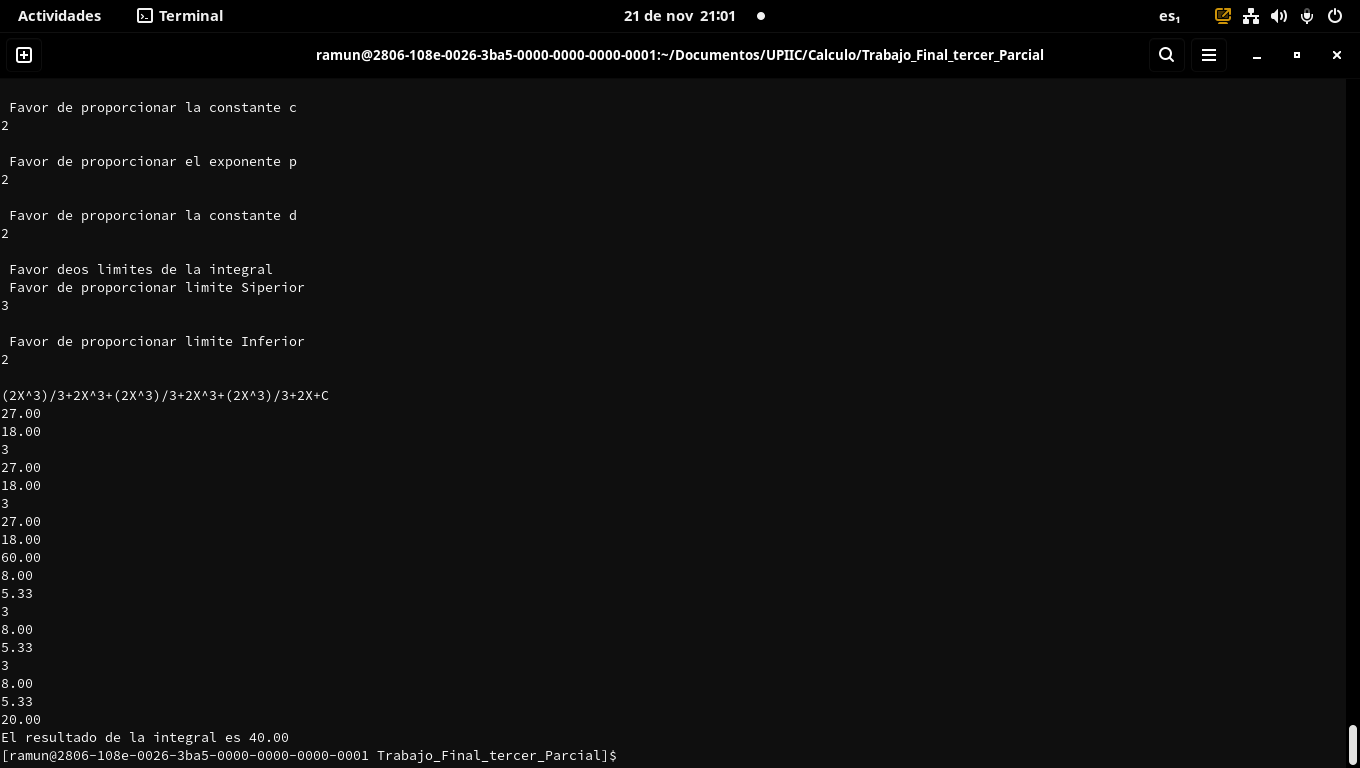 Actividades Terminal 21 de nov 21:01 es₁
ramun@2806-108e-0026-3ba5-0000-0000-0000-0001:~/Documentos/UPIIC/Calculo/Trabajo_Final_tercer_Parcial
Favor de proporcionar la constante c
2
Favor de proporcionar el exponente p
2
Favor de proporcionar la constante d
2
Favor deos limites de la integral
Favor de proporcionar limite Siperior
3
Favor de proporcionar limite Inferior
2
(2X^3)/3+2X^3+(2X^3)/3+2X^3+(2X^3)/3+2X+C
27.00
18.00
3
27.00
18.00
3
27.00
18.00
60.00
8.00
5.33
3
8.00
5.33
3
8.00
5.33
20.00
El resultado de la integral es 40.00
[ramun@2806-108e-0026-3ba5-0000-0000-0000-0001 Trabajo_Final_tercer_Parcial]$